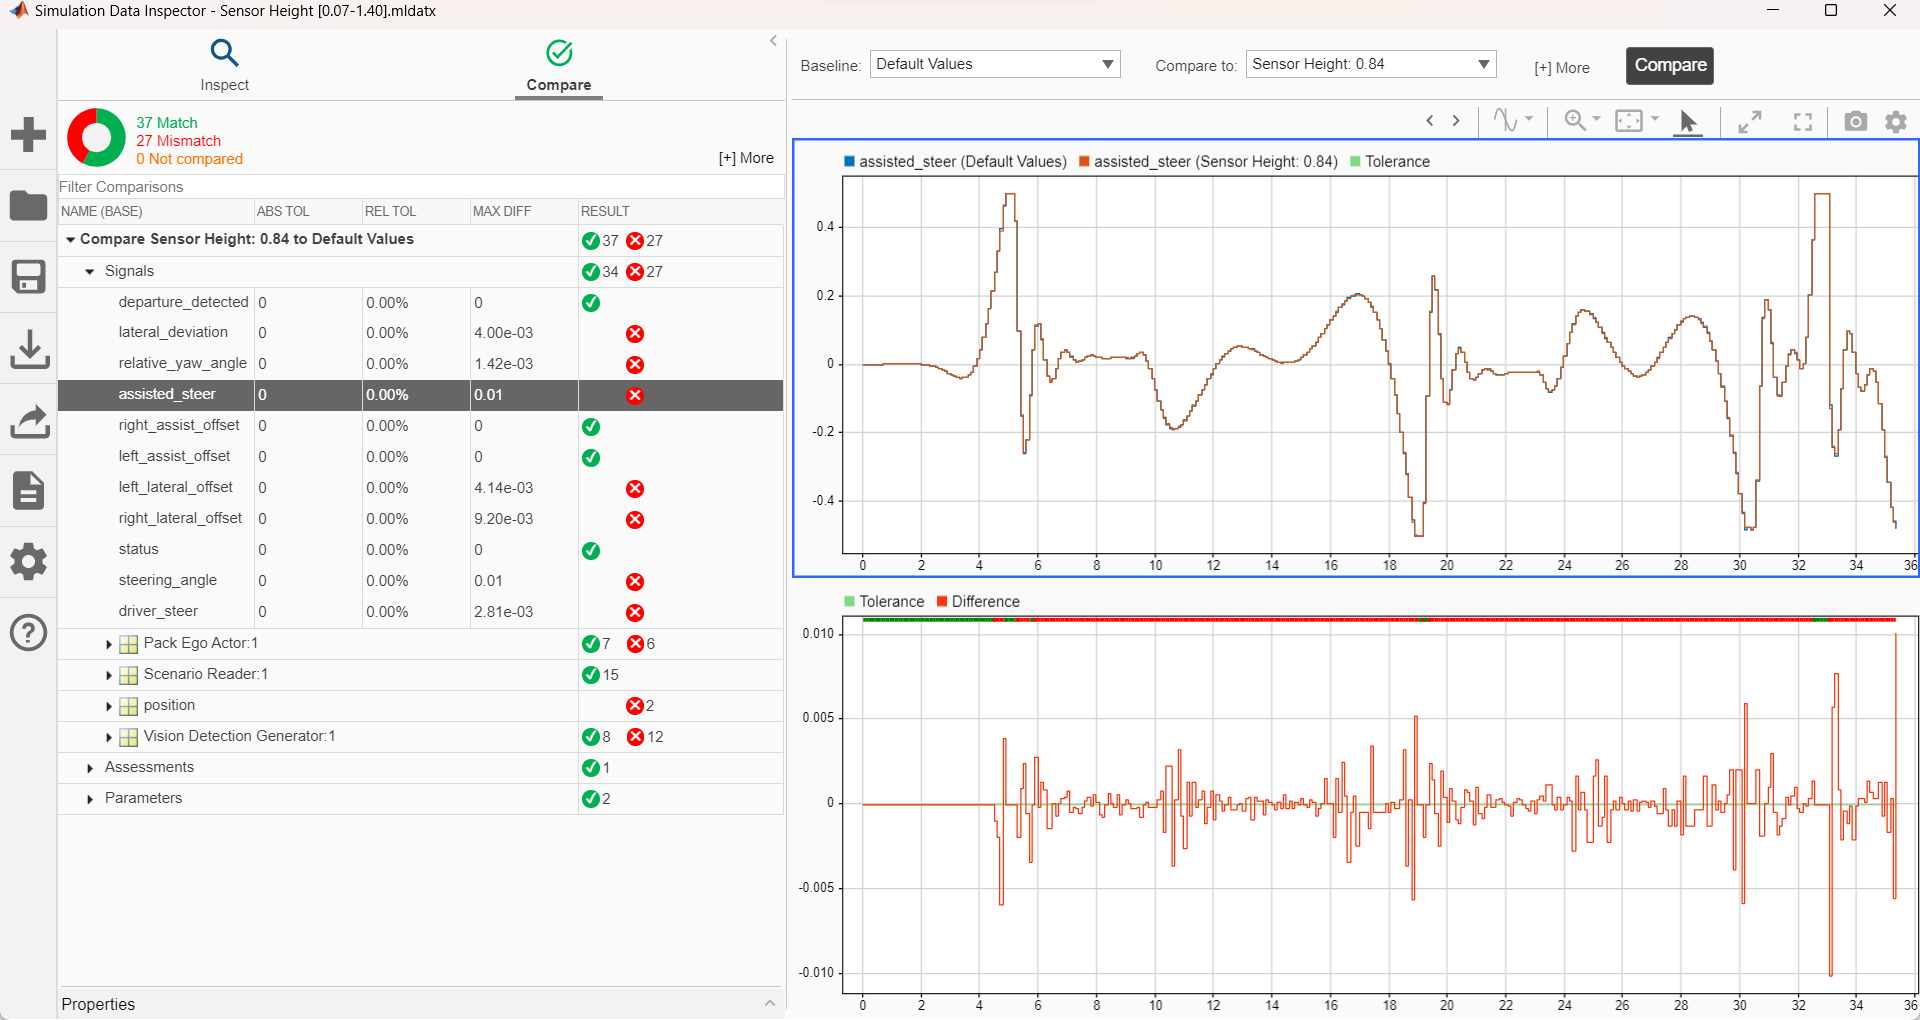 Simulation Data Inspector - Sensor Height [0.07-1.40].mldatx
Inspect
Compare
37 Match
27 Mismatch
0 Not compared
[+] More
Filter Comparisons
NAME (BASE) ABS TOL REL TOL MAX DIFF RESULT
Compare Sensor Height: 0.84 to Default Values 37 27
Signals 34 27
departure_detected 0 0.00% 0
lateral_deviation 0 0.00% 4.00e-03
relative_yaw_angle 0 0.00% 1.42e-03
assisted_steer 0 0.00% 0.01
right_assist_offset 0 0.00% 0
left_assist_offset 0 0.00% 0
left_lateral_offset 0 0.00% 4.14e-03
right_lateral_offset 0 0.00% 9.20e-03
status 0 0.00% 0
steering_angle 0 0.00% 0.01
driver_steer 0 0.00% 2.81e-03
Pack Ego Actor:1 7 6
Scenario Reader:1 15
position 2
Vision Detection Generator:1 8 12
Assessments 1
Parameters 2
Properties
Baseline: Default Values Compare to: Sensor Height: 0.84 [+] More Compare
assisted_steer (Default Values) assisted_steer (Sensor Height: 0.84) Tolerance
0.4
0.2
0
-0.2
-0.4
0 2 4 6 8 10 12 14 16 18 20 22 24 26 28 30 32 34 36
Tolerance Difference
0.010
0.005
0
-0.005
-0.010
0 2 4 6 8 10 12 14 16 18 20 22 24 26 28 30 32 34 36